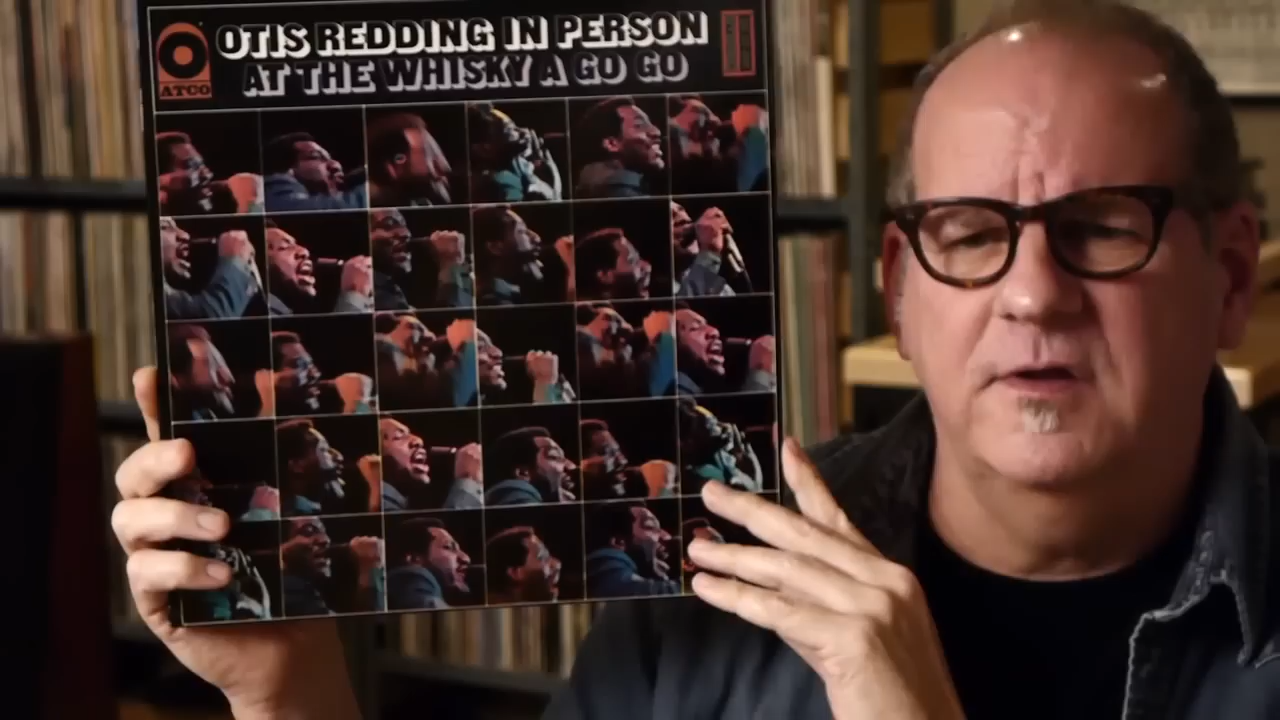 OTIS REDDING IN PERSON
AT THE WHISKY A GO GO
ATCO